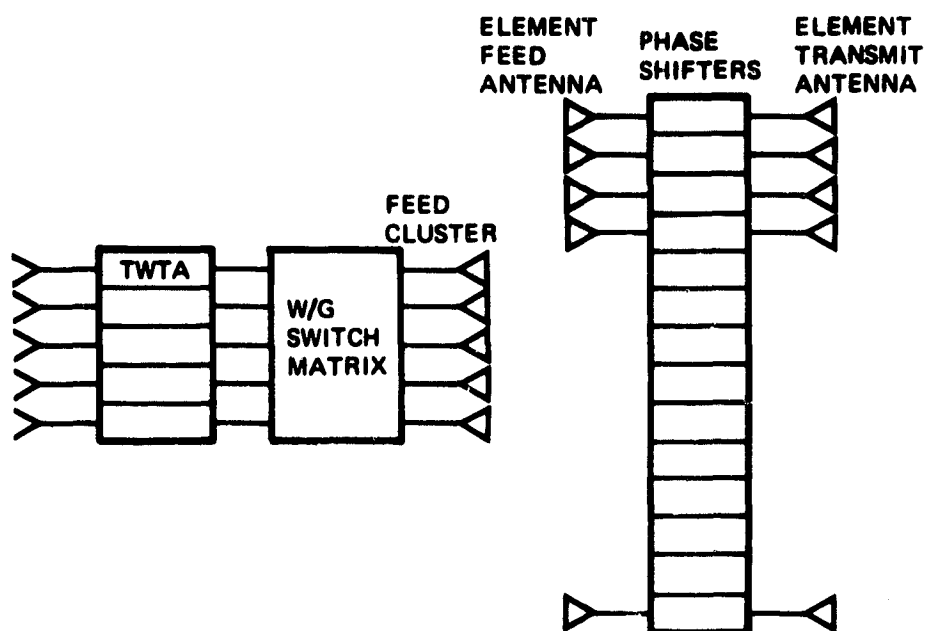 ELEMENT
FEED
ANTENNA
PHASE
SHIFTERS
ELEMENT
TRANSMIT
ANTENNA
FEED
CLUSTER
TWTA
W/G
SWITCH
MATRIX